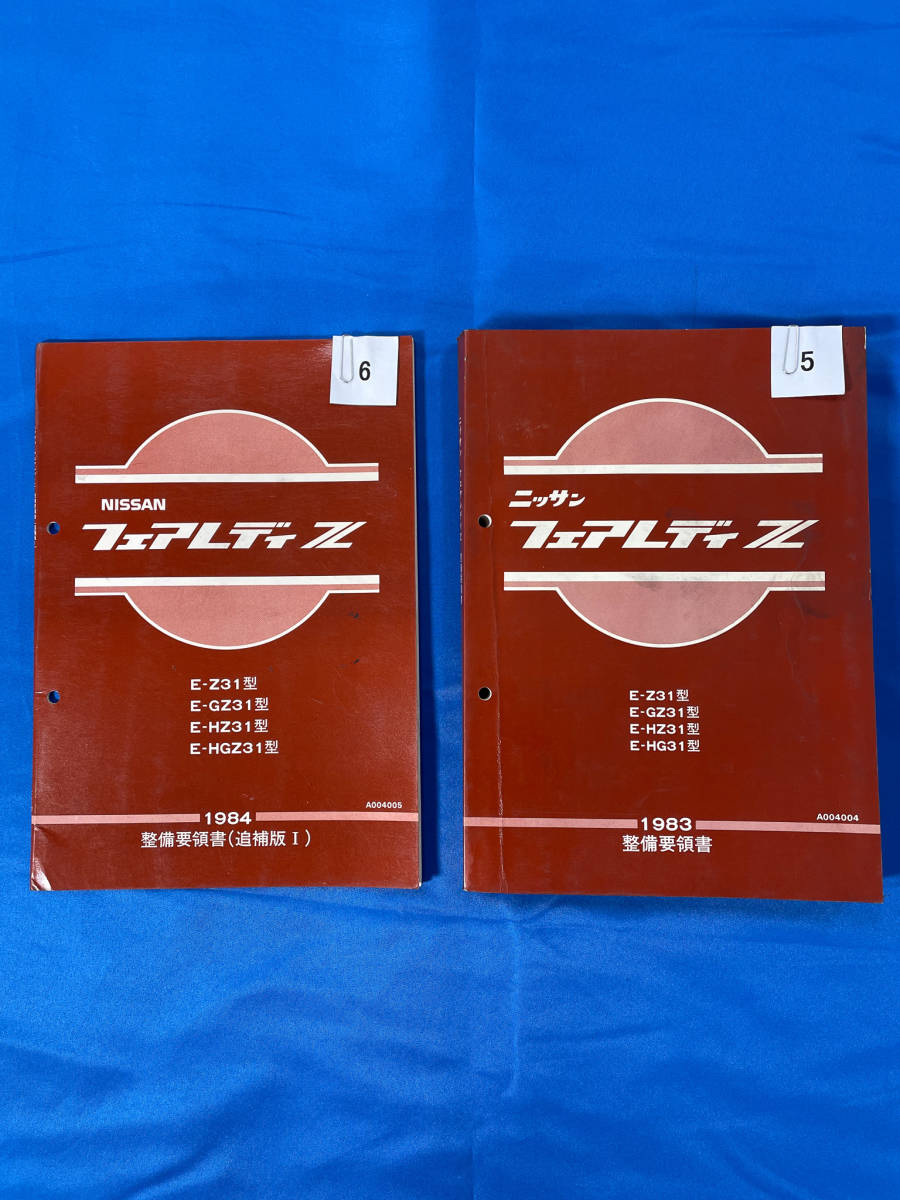 6
NISSAN
フェアレディ Z
E-Z31型
E-GZ31型
E-HZ31型
E-HGZ31型
A004005
1984
整備要領書(追補版Ⅰ)
5
ニッサン
フェアレディ Z
E-Z31型
E-GZ31型
E-HZ31型
E-HG31型
A004004
1983
整備要領書